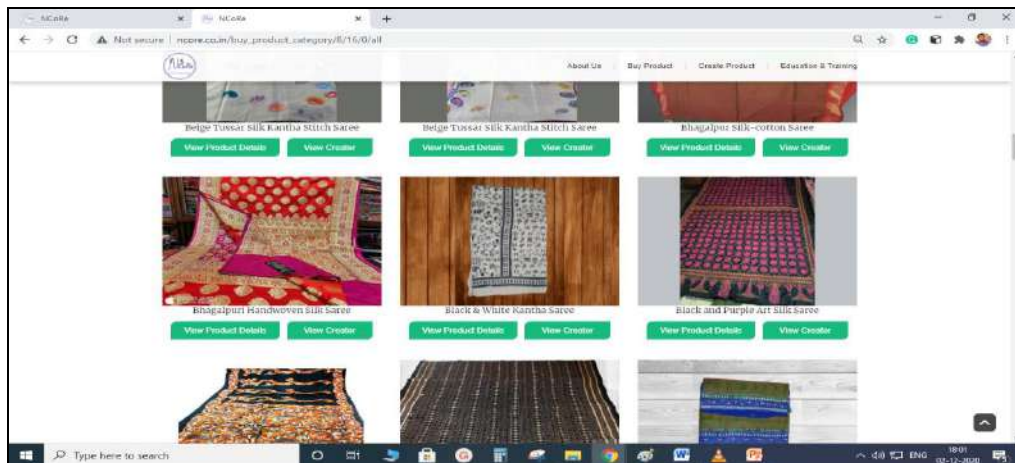 NCoRe
NCoRe
Not secure | ncore.co.in/buy_product_category/8/16/0/all
About Us
Buy Product
Create Product
Education & Training
Beige Tussar Silk Kantha Stitch Saree
Beige Tussar Silk Kantha Stitch Saree
Bhagalpur Silk-cotton Saree
View Product Details View Creator
View Product Details View Creator
View Product Details View Creator
Bhagalpuri Handwoven Silk Saree
Black & White Kantha Saree
Black and Purple Art Silk Saree
View Product Details View Creator
View Product Details View Creator
View Product Details View Creator
Type here to search
ENG
18:01
02-12-2020